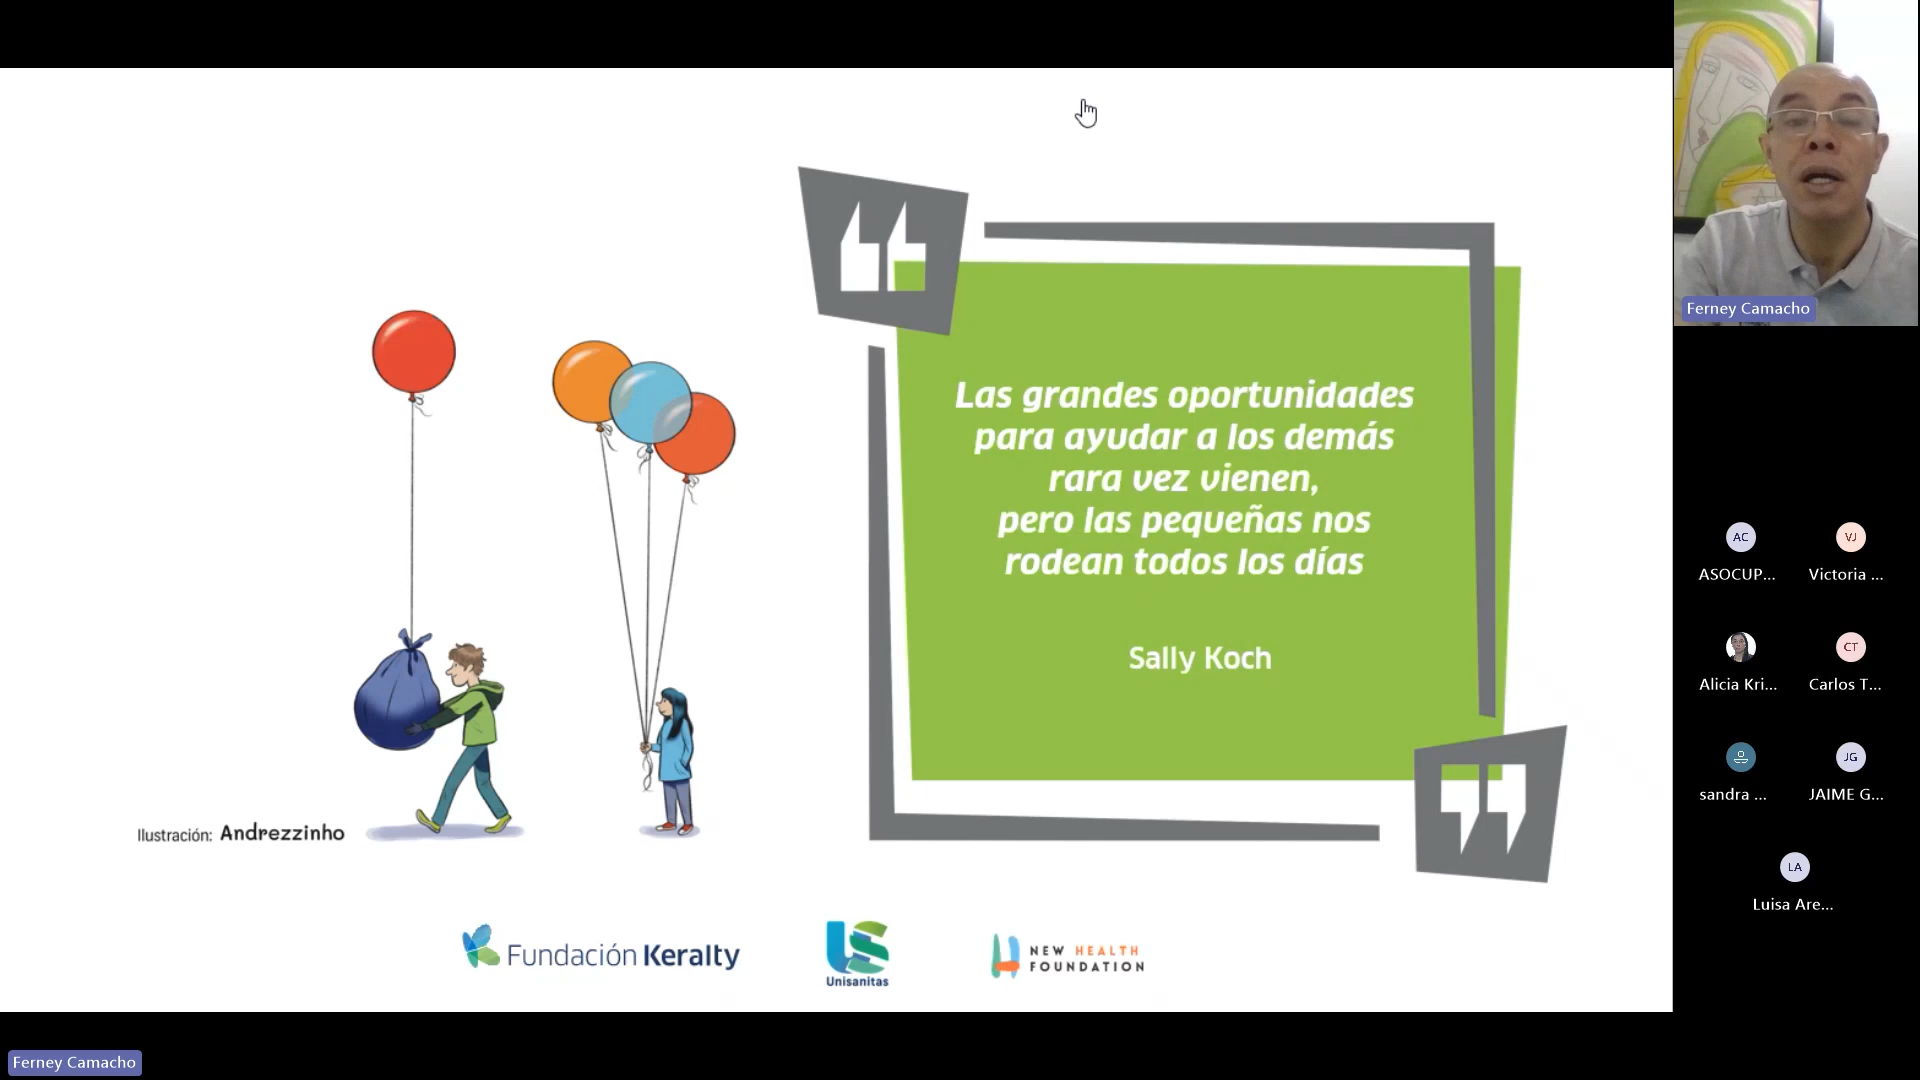 Las grandes oportunidades
para ayudar a los demás
rara vez vienen,
pero las pequeñas nos
rodean todos los días
Sally Koch
Ilustración: Andrezzinho
Fundación Keralty
US
Unisanitas
NEW HEALTH
FOUNDATION
Ferney Camacho
AC
VJ
ASOCUP...
Victoria ...
CT
Alicia Kri...
Carlos T...
JG
sandra ...
JAIME G...
LA
Luisa Are...
Ferney Camacho